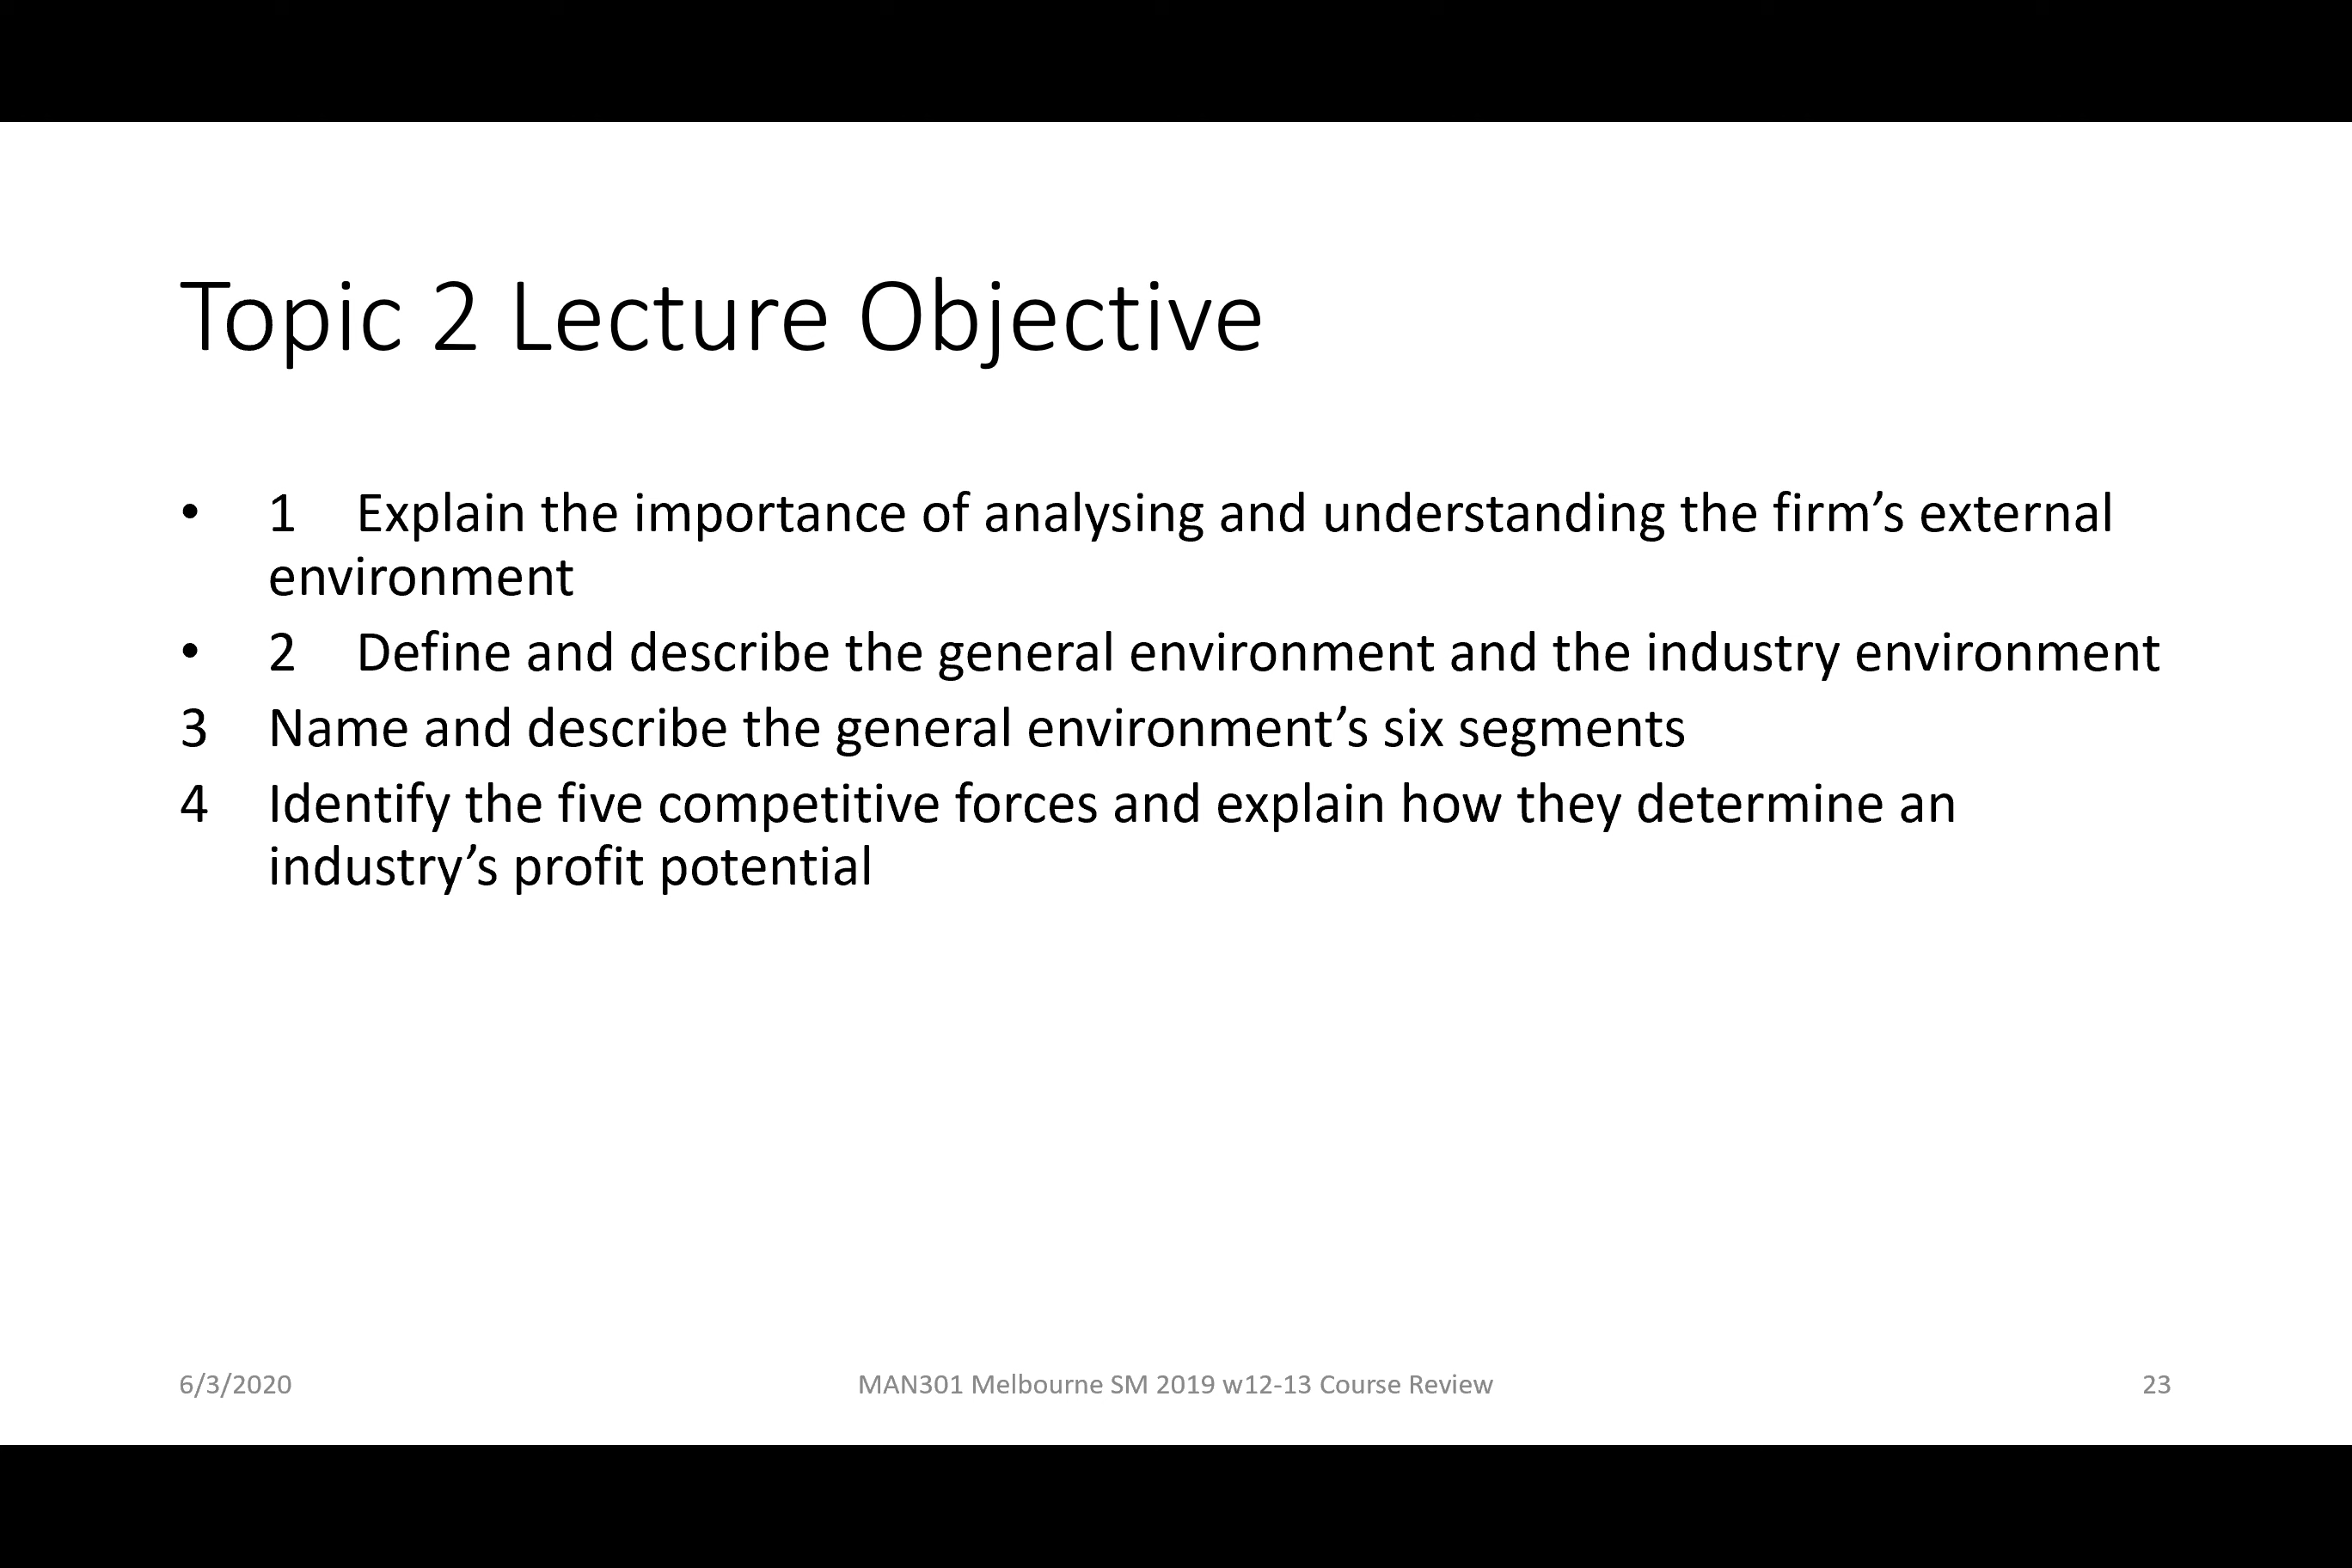 Topic 2 Lecture Objective
• 1 Explain the importance of analysing and understanding the firm’s external
environment
• 2 Define and describe the general environment and the industry environment
3 Name and describe the general environment’s six segments
4 Identify the five competitive forces and explain how they determine an
industry’s profit potential
6/3/2020 MAN301 Melbourne SM 2019 w12-13 Course Review 23